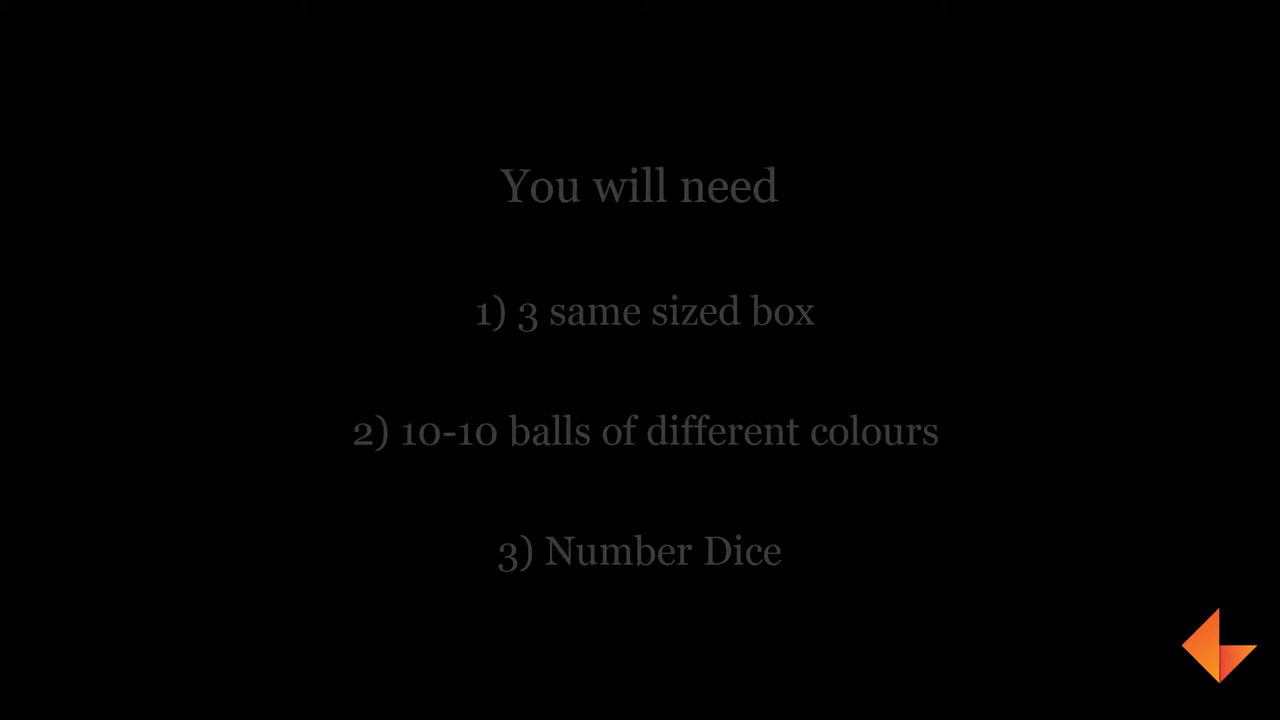 You will need
1) 3 same sized box
2) 10-10 balls of different colours
3) Number Dice